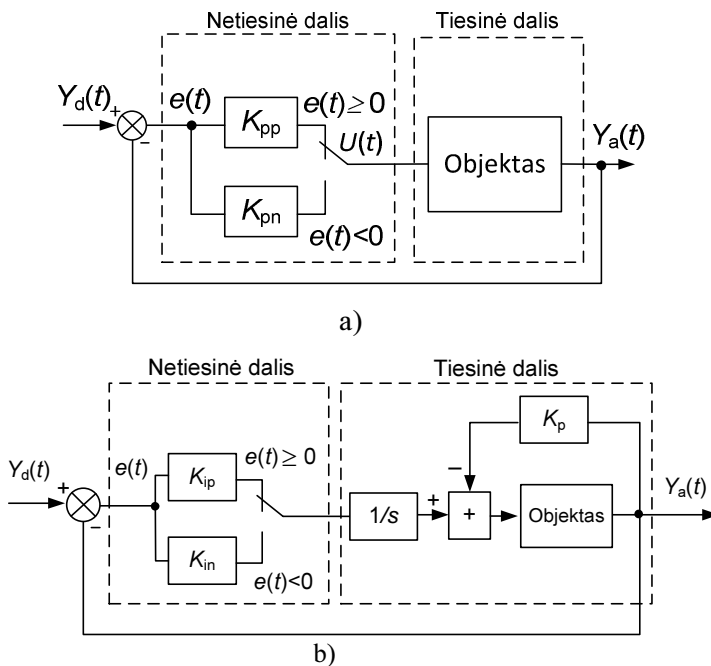 Netiesinė dalis
Tiesinė dalis
Yd(t)
+
-
e(t)
Kpp
e(t) ≥ 0
U(t)
Kpn
e(t)<0
Objektas
Ya(t)
a)
Netiesinė dalis
Tiesinė dalis
Yd(t)
+
-
e(t)
Kip
e(t) ≥ 0
Kin
e(t)<0
1/s
+
−
+
Kp
Objektas
Ya(t)
b)